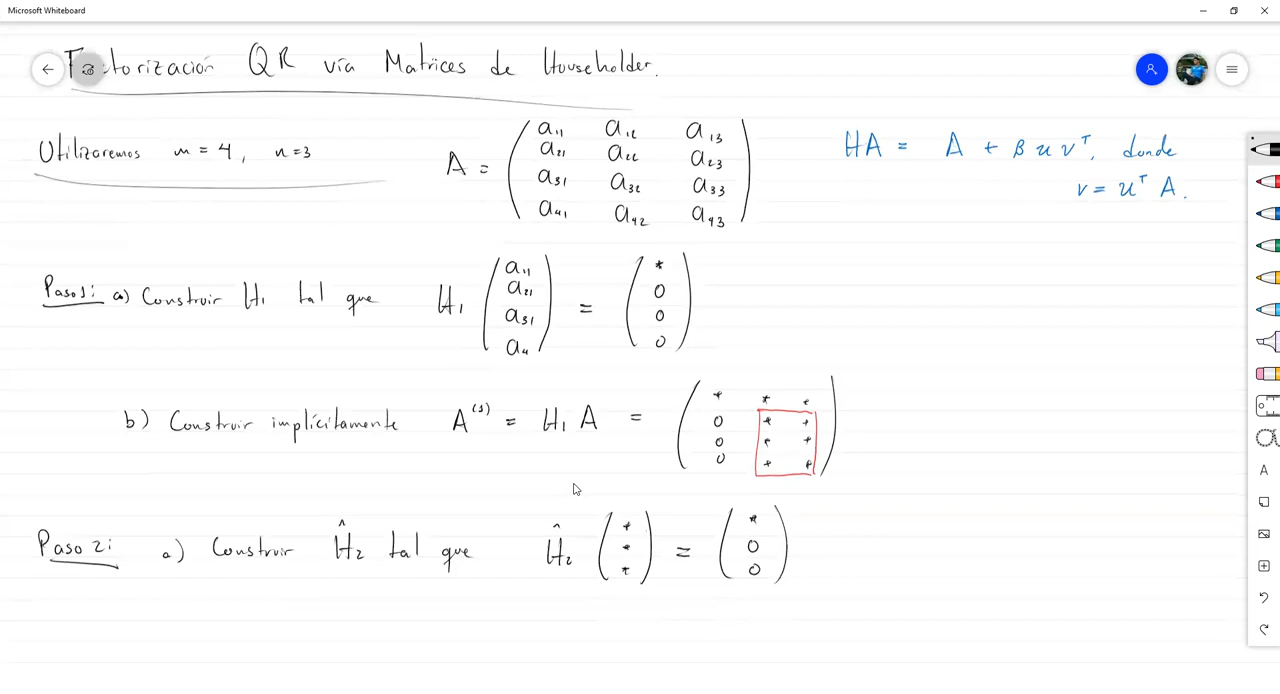 Microsoft Whiteboard
Factorización QR vía Matrices de Householder.
Utilizaremos m = 4, n = 3
A = ( a₁₁ a₁₂ a₁₃
a₂₁ a₂₂ a₂₃
a₃₁ a₃₂ a₃₃
a₄₁ a₄₂ a₄₃ )
HA = A + β u vᵀ, donde
v = uᵀ A.
Paso 1: a) Construir H₁ tal que H₁ ( a₁₁ a₂₁ a₃₁ a₄₁ ) = ( * 0 0 0 )
b) Construir implícitamente A⁽¹⁾ = H₁ A = ( * * *
0 * *
0 * *
0 * * )
Paso 2: a) Construir Ĥ₂ tal que Ĥ₂ ( * * * ) = ( * 0 0 )